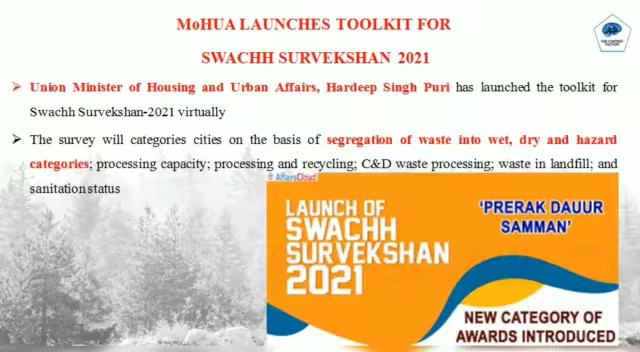 MoHUA LAUNCHES TOOLKIT FOR
SWACHH SURVEKSHAN 2021
THE CONTENT FACTORY
➢ Union Minister of Housing and Urban Affairs, Hardeep Singh Puri has launched the toolkit for
Swachh Survekshan-2021 virtually
➢ The survey will categories cities on the basis of segregation of waste into wet, dry and hazard
categories; processing capacity; processing and recycling; C&D waste processing; waste in landfill; and
sanitation status
AffairsCloud
LAUNCH OF
SWACHH
SURVEKSHAN
2021
‘PRERAK DAUUR
SAMMAN’
NEW CATEGORY OF
AWARDS INTRODUCED